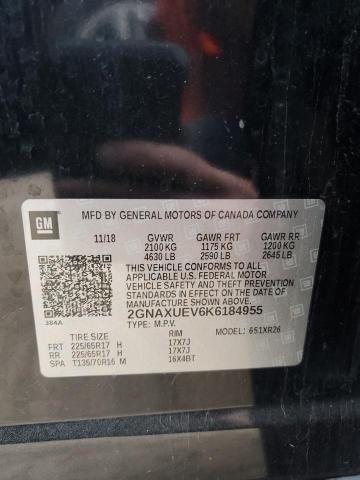 GM
MFD BY GENERAL MOTORS OF CANADA COMPANY
11/18 GVWR GAWR FRT GAWR RR
2100 KG 1175 KG 1200 KG
4630 LB 2590 LB 2645 LB
THIS VEHICLE CONFORMS TO ALL
APPLICABLE U.S. FEDERAL MOTOR
VEHICLE SAFETY AND THEFT
PREVENTION STANDARDS IN EFFECT
ON THE DATE OF
MANUFACTURE SHOWN ABOVE.
384A
2GNAXUEV6K6184955
TYPE: M.P.V. MODEL: 651XR26
TIRE SIZE RIM
FRT 225/65R17 H 17X7J
RR 225/65R17 H 17X7J
SPA T135/70R16 M 16X4BT